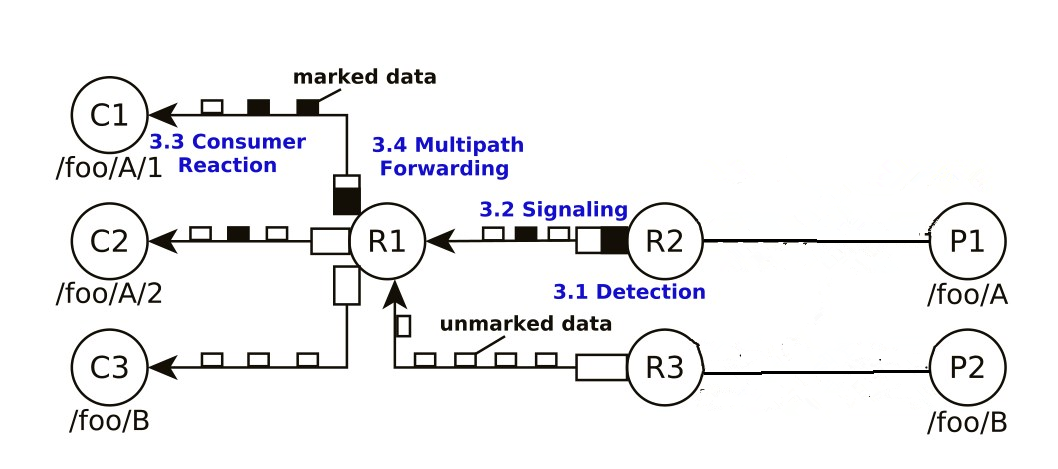 marked data
C1
3.3 Consumer
Reaction
/foo/A/1
3.4 Multipath
Forwarding
3.2 Signaling
C2
R1
R2
P1
/foo/A/2
/foo/A
3.1 Detection
unmarked data
C3
R3
P2
/foo/B
/foo/B